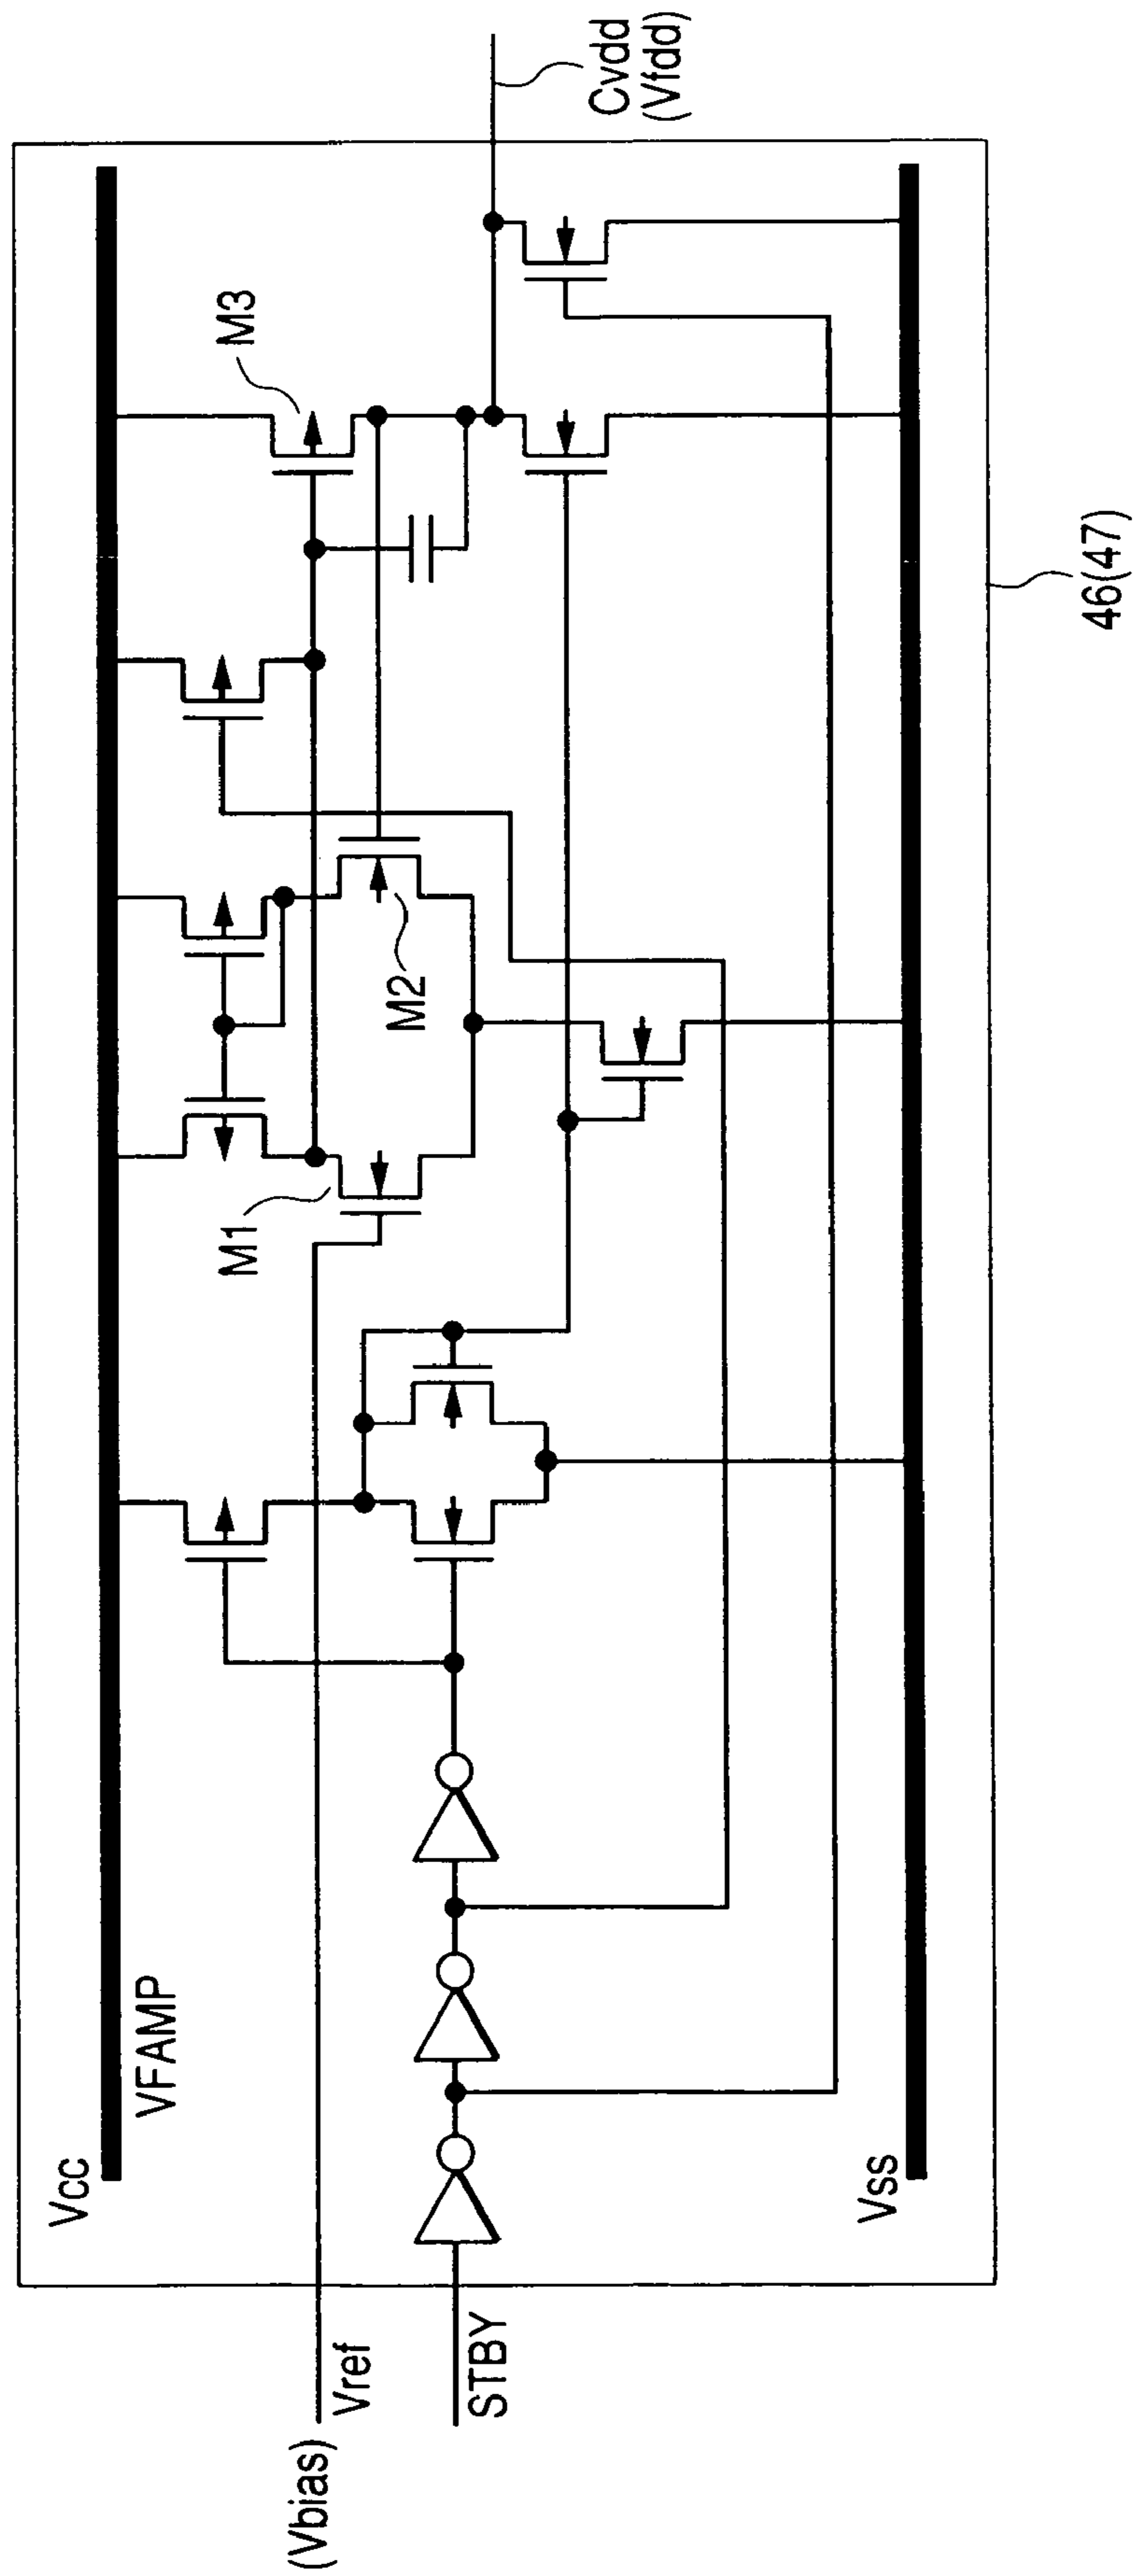 Vcc
VFAMP
(Vbias)
Vref
STBY
Vss
M1
M2
M3
Cvdd
(Vfdd)
46(47)